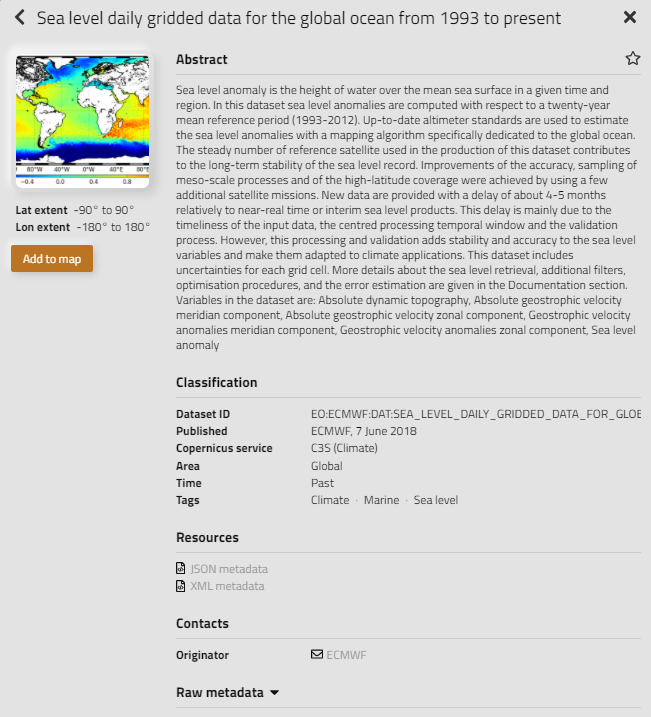 Sea level daily gridded data for the global ocean from 1993 to present
80°W 40°W 0° 40°E 80°E
-0.4 0.0 0.4 0.8
Lat extent -90° to 90°
Lon extent -180° to 180°
Add to map
Abstract
Sea level anomaly is the height of water over the mean sea surface in a given time and
region. In this dataset sea level anomalies are computed with respect to a twenty-year
mean reference period (1993-2012). Up-to-date altimeter standards are used to estimate
the sea level anomalies with a mapping algorithm specifically dedicated to the global ocean.
The steady number of reference satellite used in the production of this dataset contributes
to the long-term stability of the sea level record. Improvements of the accuracy, sampling of
meso-scale processes and of the high-latitude coverage were achieved by using a few
additional satellite missions. New data are provided with a delay of about 4-5 months
relatively to near-real time or interim sea level products. This delay is mainly due to the
timeliness of the input data, the centred processing temporal window and the validation
process. However, this processing and validation adds stability and accuracy to the sea level
variables and make them adapted to climate applications. This dataset includes
uncertainties for each grid cell. More details about the sea level retrieval, additional filters,
optimisation procedures, and the error estimation are given in the Documentation section.
Variables in the dataset are: Absolute dynamic topography, Absolute geostrophic velocity
meridian component, Absolute geostrophic velocity zonal component, Geostrophic velocity
anomalies meridian component, Geostrophic velocity anomalies zonal component, Sea level
anomaly
Classification
Dataset ID EO:ECMWF:DAT:SEA_LEVEL_DAILY_GRIDDED_DATA_FOR_GLOB
Published ECMWF, 7 June 2018
Copernicus service C3S (Climate)
Area Global
Time Past
Tags Climate · Marine · Sea level
Resources
JSON metadata
XML metadata
Contacts
Originator ECMWF
Raw metadata